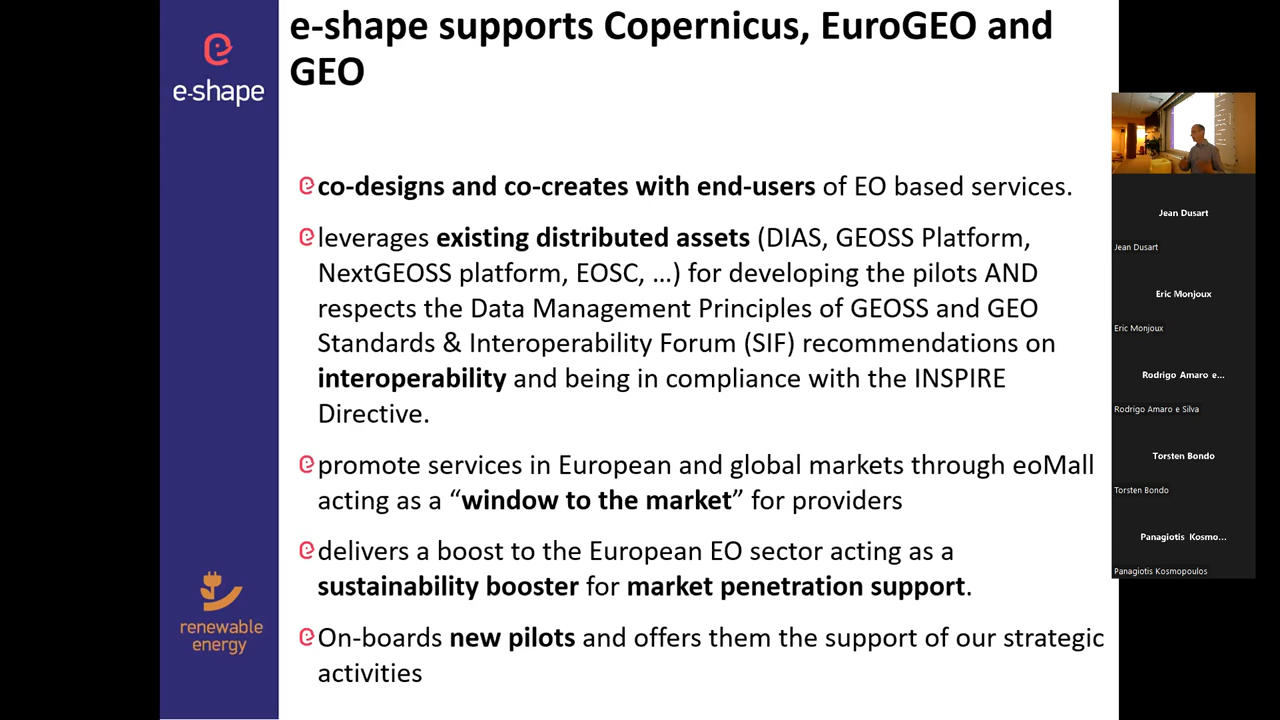 e-shape supports Copernicus, EuroGEO and
GEO
e-shape
co-designs and co-creates with end-users of EO based services.
leverages existing distributed assets (DIAS, GEOSS Platform,
NextGEOSS platform, EOSC, …) for developing the pilots AND
respects the Data Management Principles of GEOSS and GEO
Standards & Interoperability Forum (SIF) recommendations on
interoperability and being in compliance with the INSPIRE
Directive.
promote services in European and global markets through eoMall
acting as a “window to the market” for providers
delivers a boost to the European EO sector acting as a
sustainability booster for market penetration support.
On-boards new pilots and offers them the support of our strategic
activities
renewable
energy
Jean Dusart
Jean Dusart
Eric Monjoux
Eric Monjoux
Rodrigo Amaro e...
Rodrigo Amaro e Silva
Torsten Bondo
Torsten Bondo
Panagiotis Kosmo...
Panagiotis Kosmopoulos